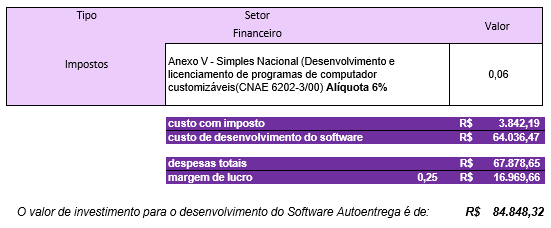 Tipo Setor Valor
Financeiro
Impostos Anexo V - Simples Nacional (Desenvolvimento e
licenciamento de programas de computador
customizáveis(CNAE 6202-3/00) Alíquota 6% 0,06
custo com imposto R$ 3.842,19
custo de desenvolvimento do software R$ 64.036,47
despesas totais R$ 67.878,65
margem de lucro 0,25 R$ 16.969,66
O valor de investimento para o desenvolvimento do Software Autoentrega é de: R$ 84.848,32